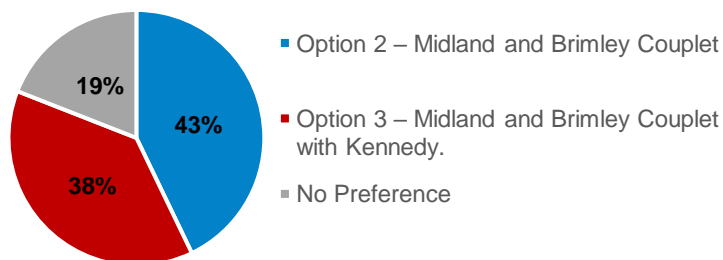 19%
43%
38%
Option 2 – Midland and Brimley Couplet
Option 3 – Midland and Brimley Couplet
with Kennedy.
No Preference